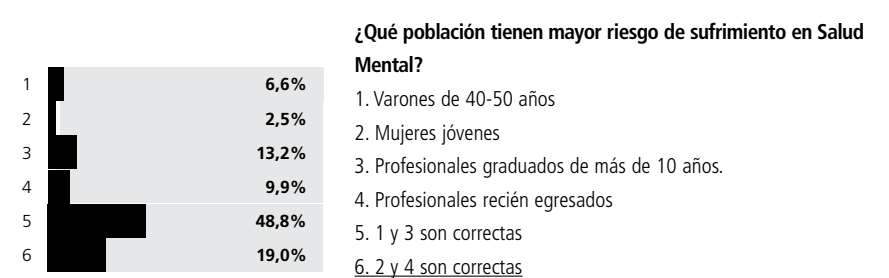 ¿Qué población tienen mayor riesgo de sufrimiento en Salud
Mental?
1 6,6%
2 2,5%
3 13,2%
4 9,9%
5 48,8%
6 19,0%
1. Varones de 40-50 años
2. Mujeres jóvenes
3. Profesionales graduados de más de 10 años.
4. Profesionales recién egresados
5. 1 y 3 son correctas
6. 2 y 4 son correctas